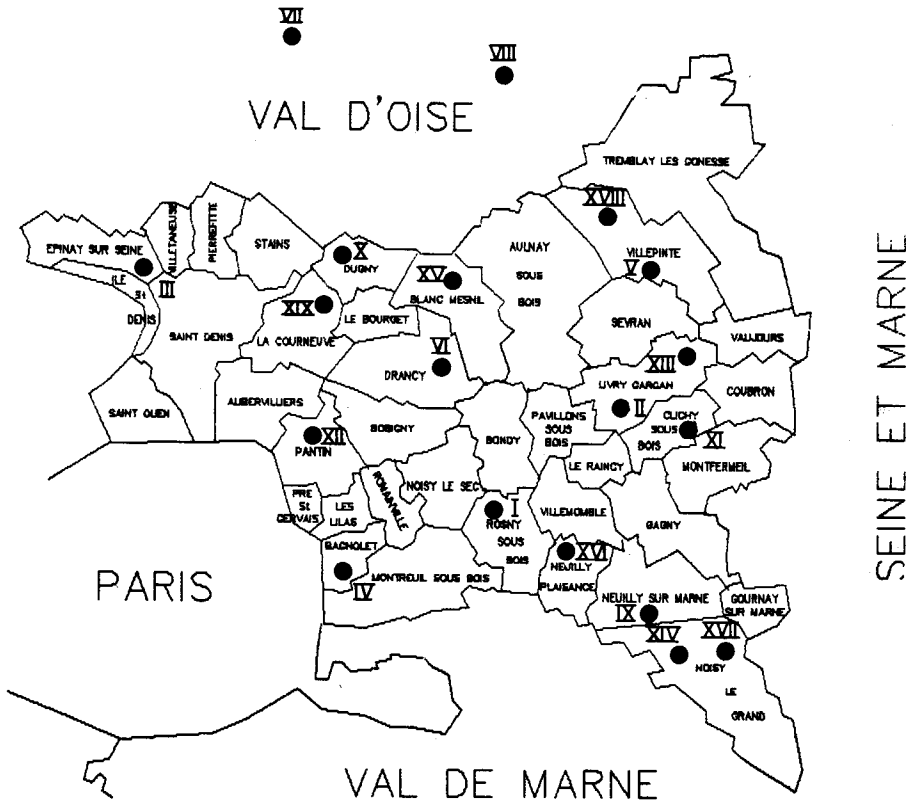 VII
VIII
VAL D'OISE
TREMBLAY LES GONESSE
XVIII
VILLETANEUSE
PIERREFITTE
EPINAY SUR SEINE
STAINS
X
DUGNY
AULNAY
SOUS
BOIS
VILLEPINTE
V
XV
BLANC MESNIL
III
ILE
St
DENIS
SAINT DENIS
XIX
LA COURNEUVE
LE BOURGET
SEVRAN
VAUJOURS
VI
DRANCY
XIII
LIVRY GARGAN
COUBRON
SAINT OUEN
AUBERVILLIERS
II
PAVILLONS
SOUS
BOIS
CLICHY
SOUS
BOIS
XI
XII
PANTIN
BOBIGNY
BONDY
MONTFERMEIL
LE RAINCY
PRE
St
GERVAIS
LES
LILAS
ROMAINVILLE
NOISY LE SEC
I
ROSNY
SOUS
BOIS
VILLEMOMBLE
GAGNY
BAGNOLET
IV
MONTREUIL SOUS BOIS
XVI
NEUILLY
PLAISANCE
NEUILLY SUR MARNE
IX
GOURNAY
SUR MARNE
XIV
XVII
NOISY
LE
GRAND
PARIS
SEINE ET MARNE
VAL DE MARNE